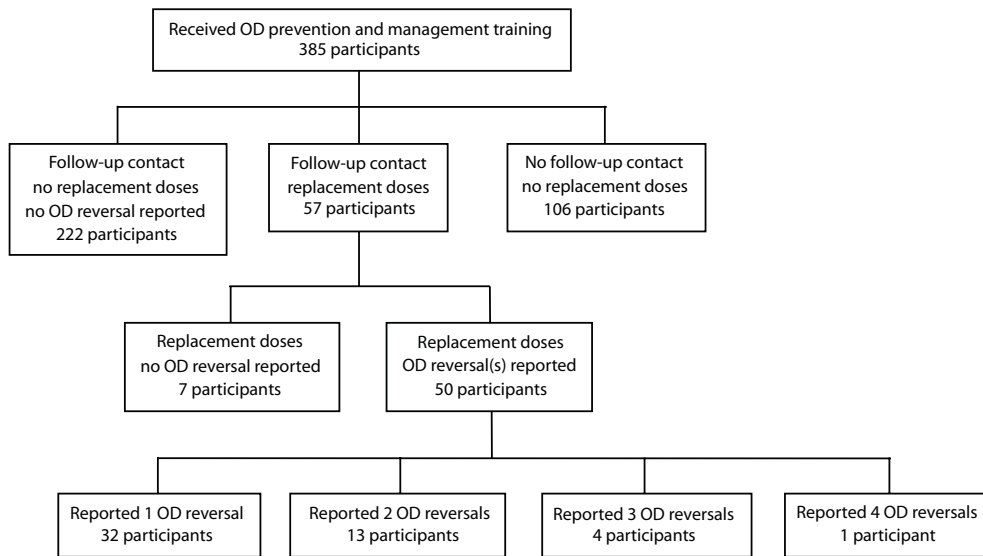 Received OD prevention and management training
385 participants
Follow-up contact
no replacement doses
no OD reversal reported
222 participants
Follow-up contact
replacement doses
57 participants
No follow-up contact
no replacement doses
106 participants
Replacement doses
no OD reversal reported
7 participants
Replacement doses
OD reversal(s) reported
50 participants
Reported 1 OD reversal
32 participants
Reported 2 OD reversals
13 participants
Reported 3 OD reversals
4 participants
Reported 4 OD reversals
1 participant